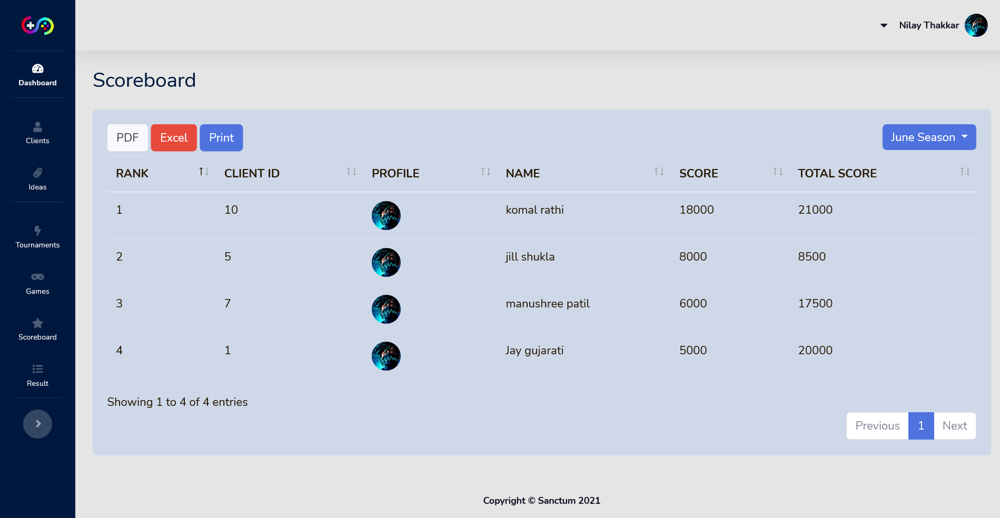 Nilay Thakkar
Dashboard
Clients
Ideas
Tournaments
Games
Scoreboard
Result
Scoreboard
PDF Excel Print June Season
RANK CLIENT ID PROFILE NAME SCORE TOTAL SCORE
1 10 komal rathi 18000 21000
2 5 jill shukla 8000 8500
3 7 manushree patil 6000 17500
4 1 Jay gujarati 5000 20000
Showing 1 to 4 of 4 entries
Previous 1 Next
Copyright © Sanctum 2021